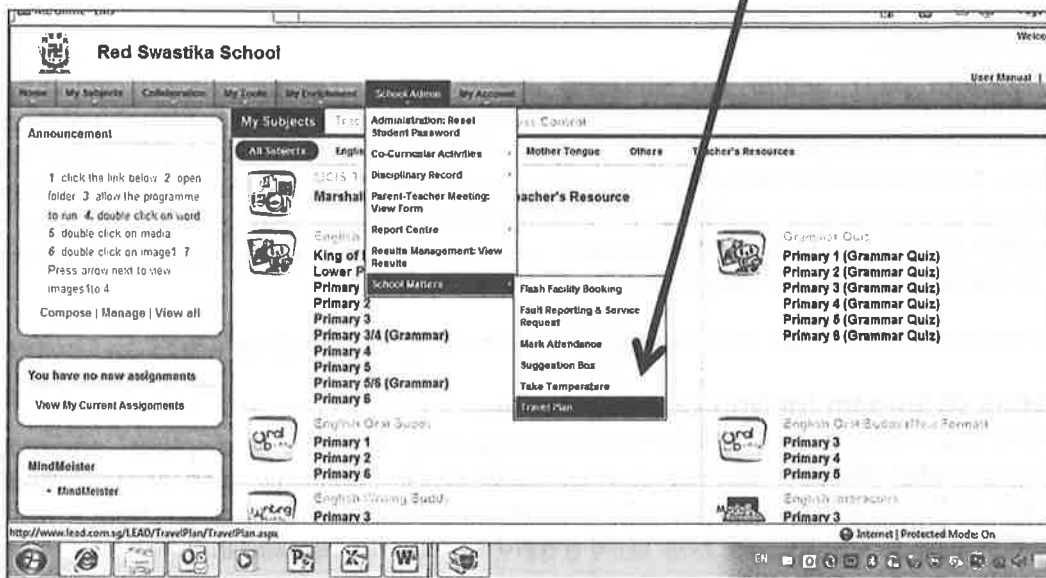 Welco
Red Swastika School
User Manual |
Home My Subjects Collaboration My Tools My Enrichment School Admin My Account
Announcement
1 click the link below 2 open
folder 3 allow the programme
to run 4. double click on word
5 double click on madia
6 double click on image1 7
Press arrow next to view
images1to 4
Compose | Manage | View all
You have no new assignments
View My Current Assignments
MindMeister
• MindMeister
My Subjects
All Subjects
Mother Tongue Others Teacher's Resources
Marshal
eacher's Resource
English
King of
Lower P
Primary
Primary 2
Primary 3
Primary 3/4 (Grammar)
Primary 4
Primary 5
Primary 5/6 (Grammar)
Primary 6
English Oral Buddy
Primary 1
Primary 2
Primary 6
English Writing Buddy
Primary 3
Administration: Reset
Student Password
Co-Curricular Activities
Disciplinary Record
Parent-Teacher Meeting:
View Form
Report Centre
Results Management: View
Results
School Matters
Flash Facility Booking
Fault Reporting & Service
Request
Mark Attendance
Suggestion Box
Take Temperature
Travel Plan
Grammar Quiz
Primary 1 (Grammar Quiz)
Primary 2 (Grammar Quiz)
Primary 3 (Grammar Quiz)
Primary 4 (Grammar Quiz)
Primary 5 (Grammar Quiz)
Primary 6 (Grammar Quiz)
Primary 3
Primary 4
Primary 5
Primary 3
http://www.lead.com.sg/LEAD/TravelPlan/TravelPlan.aspx
Internet | Protected Mode: On
EN